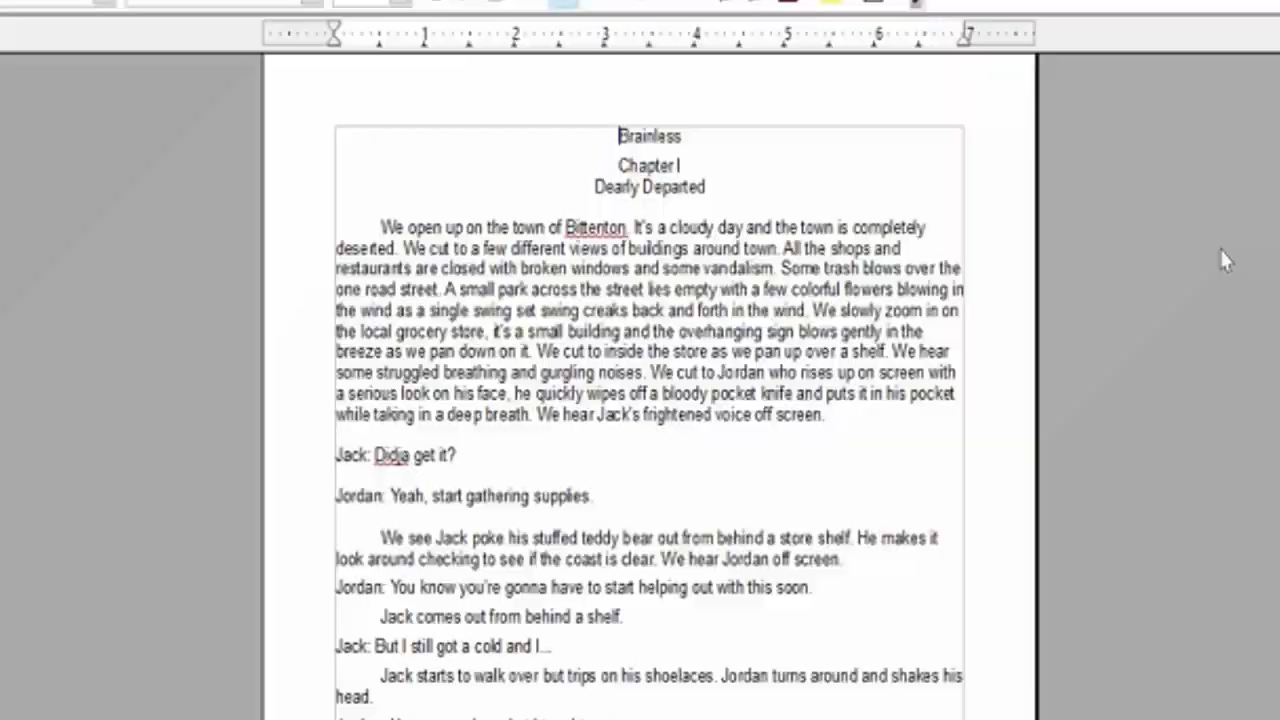 1 2 3 4 5 6 7
Brainless
Chapter I
Dearly Departed
We open up on the town of Bittenton. It's a cloudy day and the town is completely
deserted. We cut to a few different views of buildings around town. All the shops and
restaurants are closed with broken windows and some vandalism. Some trash blows over the
one road street. A small park across the street lies empty with a few colorful flowers blowing in
the wind as a single swing set swing creaks back and forth in the wind. We slowly zoom in on
the local grocery store, it's a small building and the overhanging sign blows gently in the
breeze as we pan down on it. We cut to inside the store as we pan up over a shelf. We hear
some struggled breathing and gurgling noises. We cut to Jordan who rises up on screen with
a serious look on his face, he quickly wipes off a bloody pocket knife and puts it in his pocket
while taking in a deep breath. We hear Jack's frightened voice off screen.
Jack: Didja get it?
Jordan: Yeah, start gathering supplies.
We see Jack poke his stuffed teddy bear out from behind a store shelf. He makes it
look around checking to see if the coast is clear. We hear Jordan off screen.
Jordan: You know you're gonna have to start helping out with this soon.
Jack comes out from behind a shelf.
Jack: But I still got a cold and I...
Jack starts to walk over but trips on his shoelaces. Jordan turns around and shakes his
head.